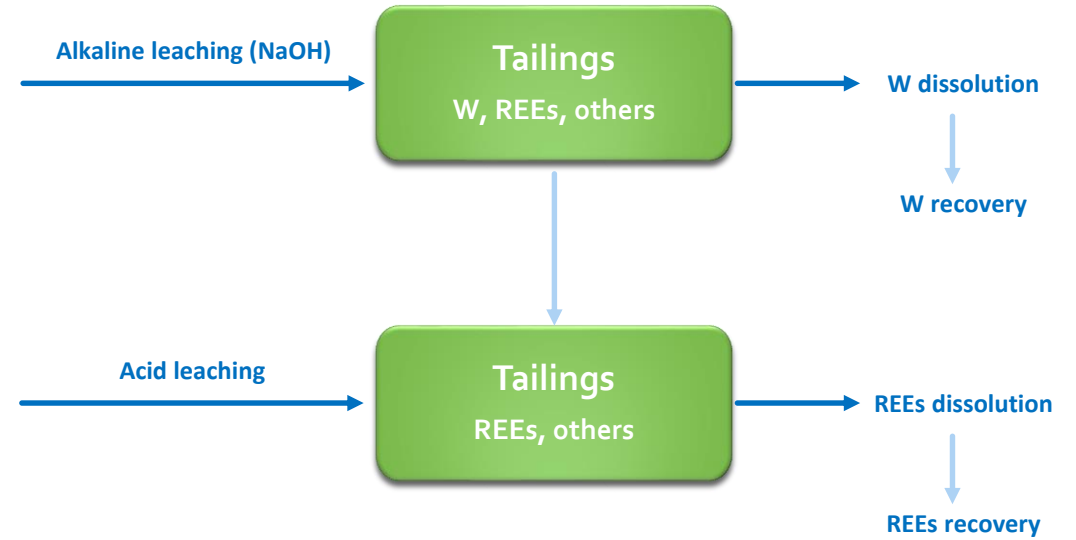 Alkaline leaching (NaOH)
Tailings
W, REEs, others
W dissolution
W recovery
Acid leaching
Tailings
REEs, others
REEs dissolution
REEs recovery